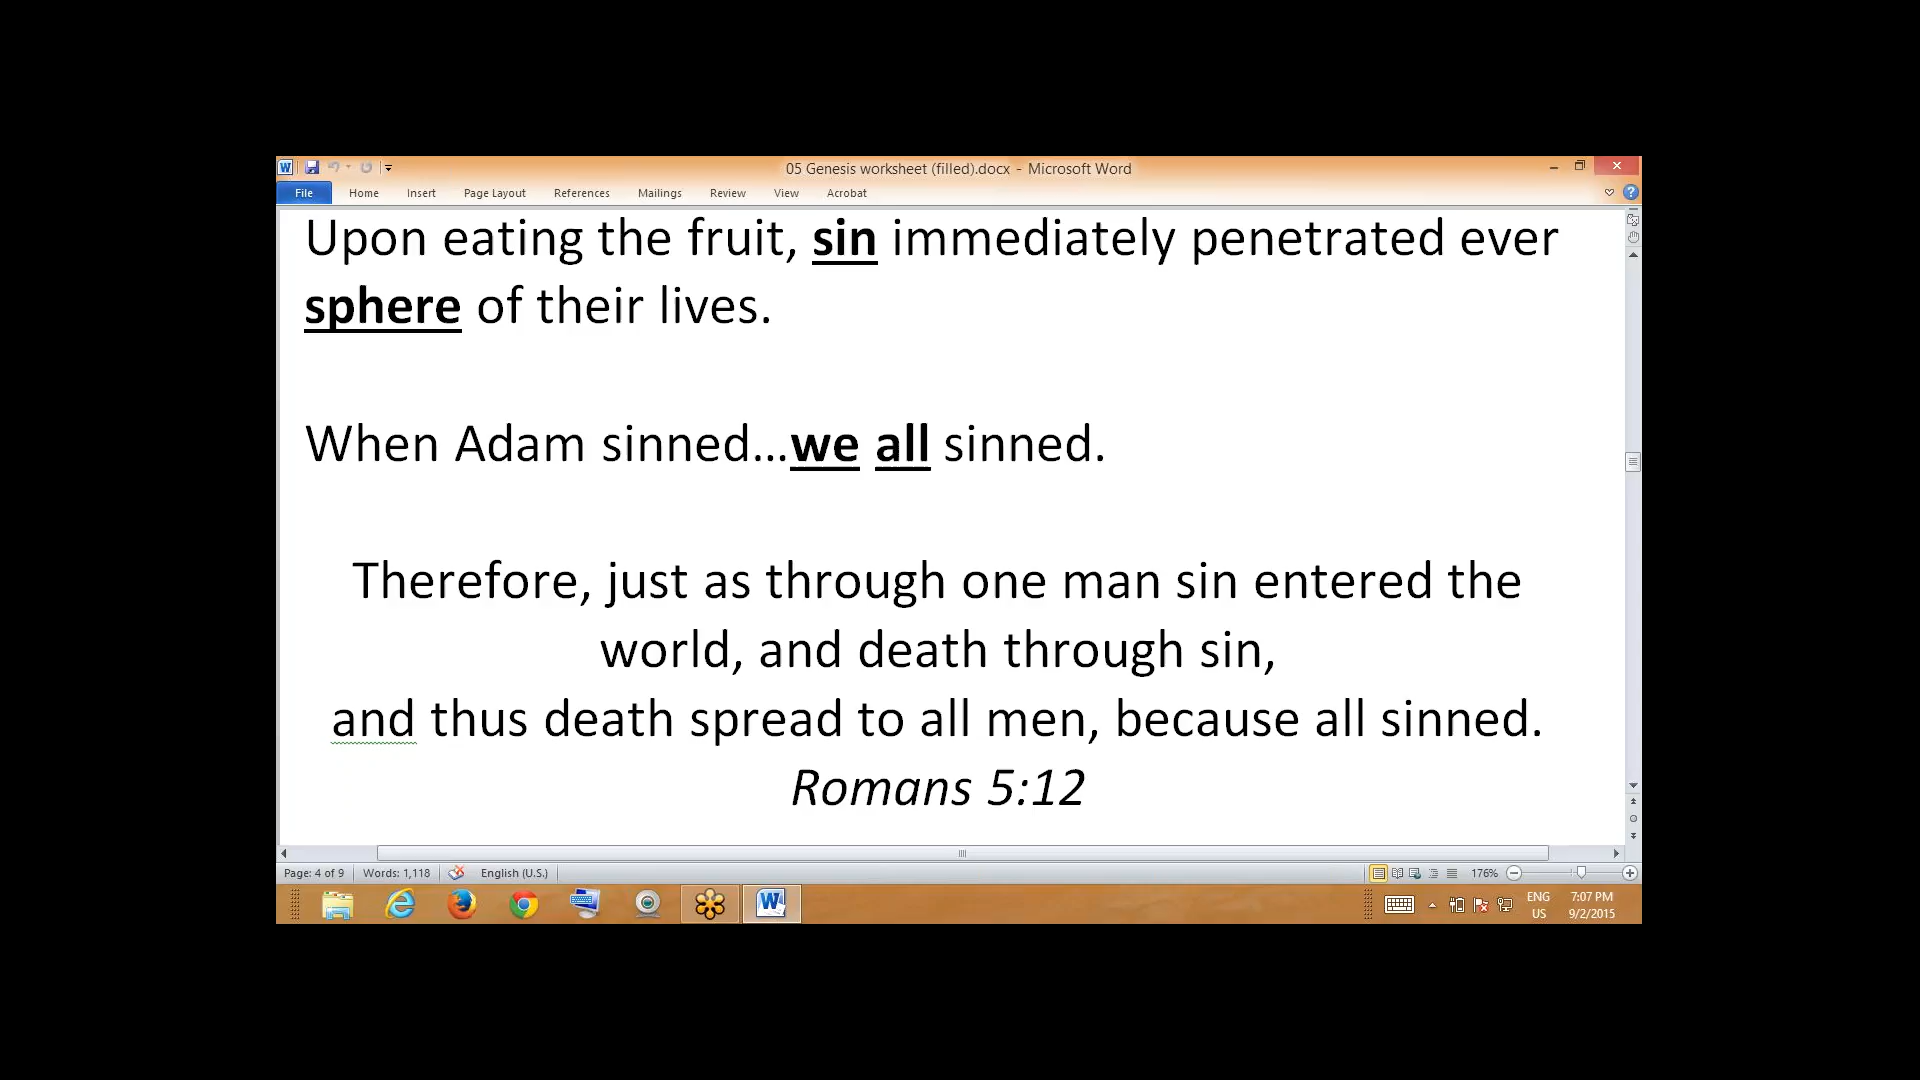 05 Genesis worksheet (filled).docx - Microsoft Word
File Home Insert Page Layout References Mailings Review View Acrobat
Upon eating the fruit, sin immediately penetrated ever
sphere of their lives.
When Adam sinned...we all sinned.
Therefore, just as through one man sin entered the
world, and death through sin,
and thus death spread to all men, because all sinned.
Romans 5:12
Page: 4 of 9 Words: 1,118 English (U.S.) 176%
ENG 7:07 PM
US 9/2/2015